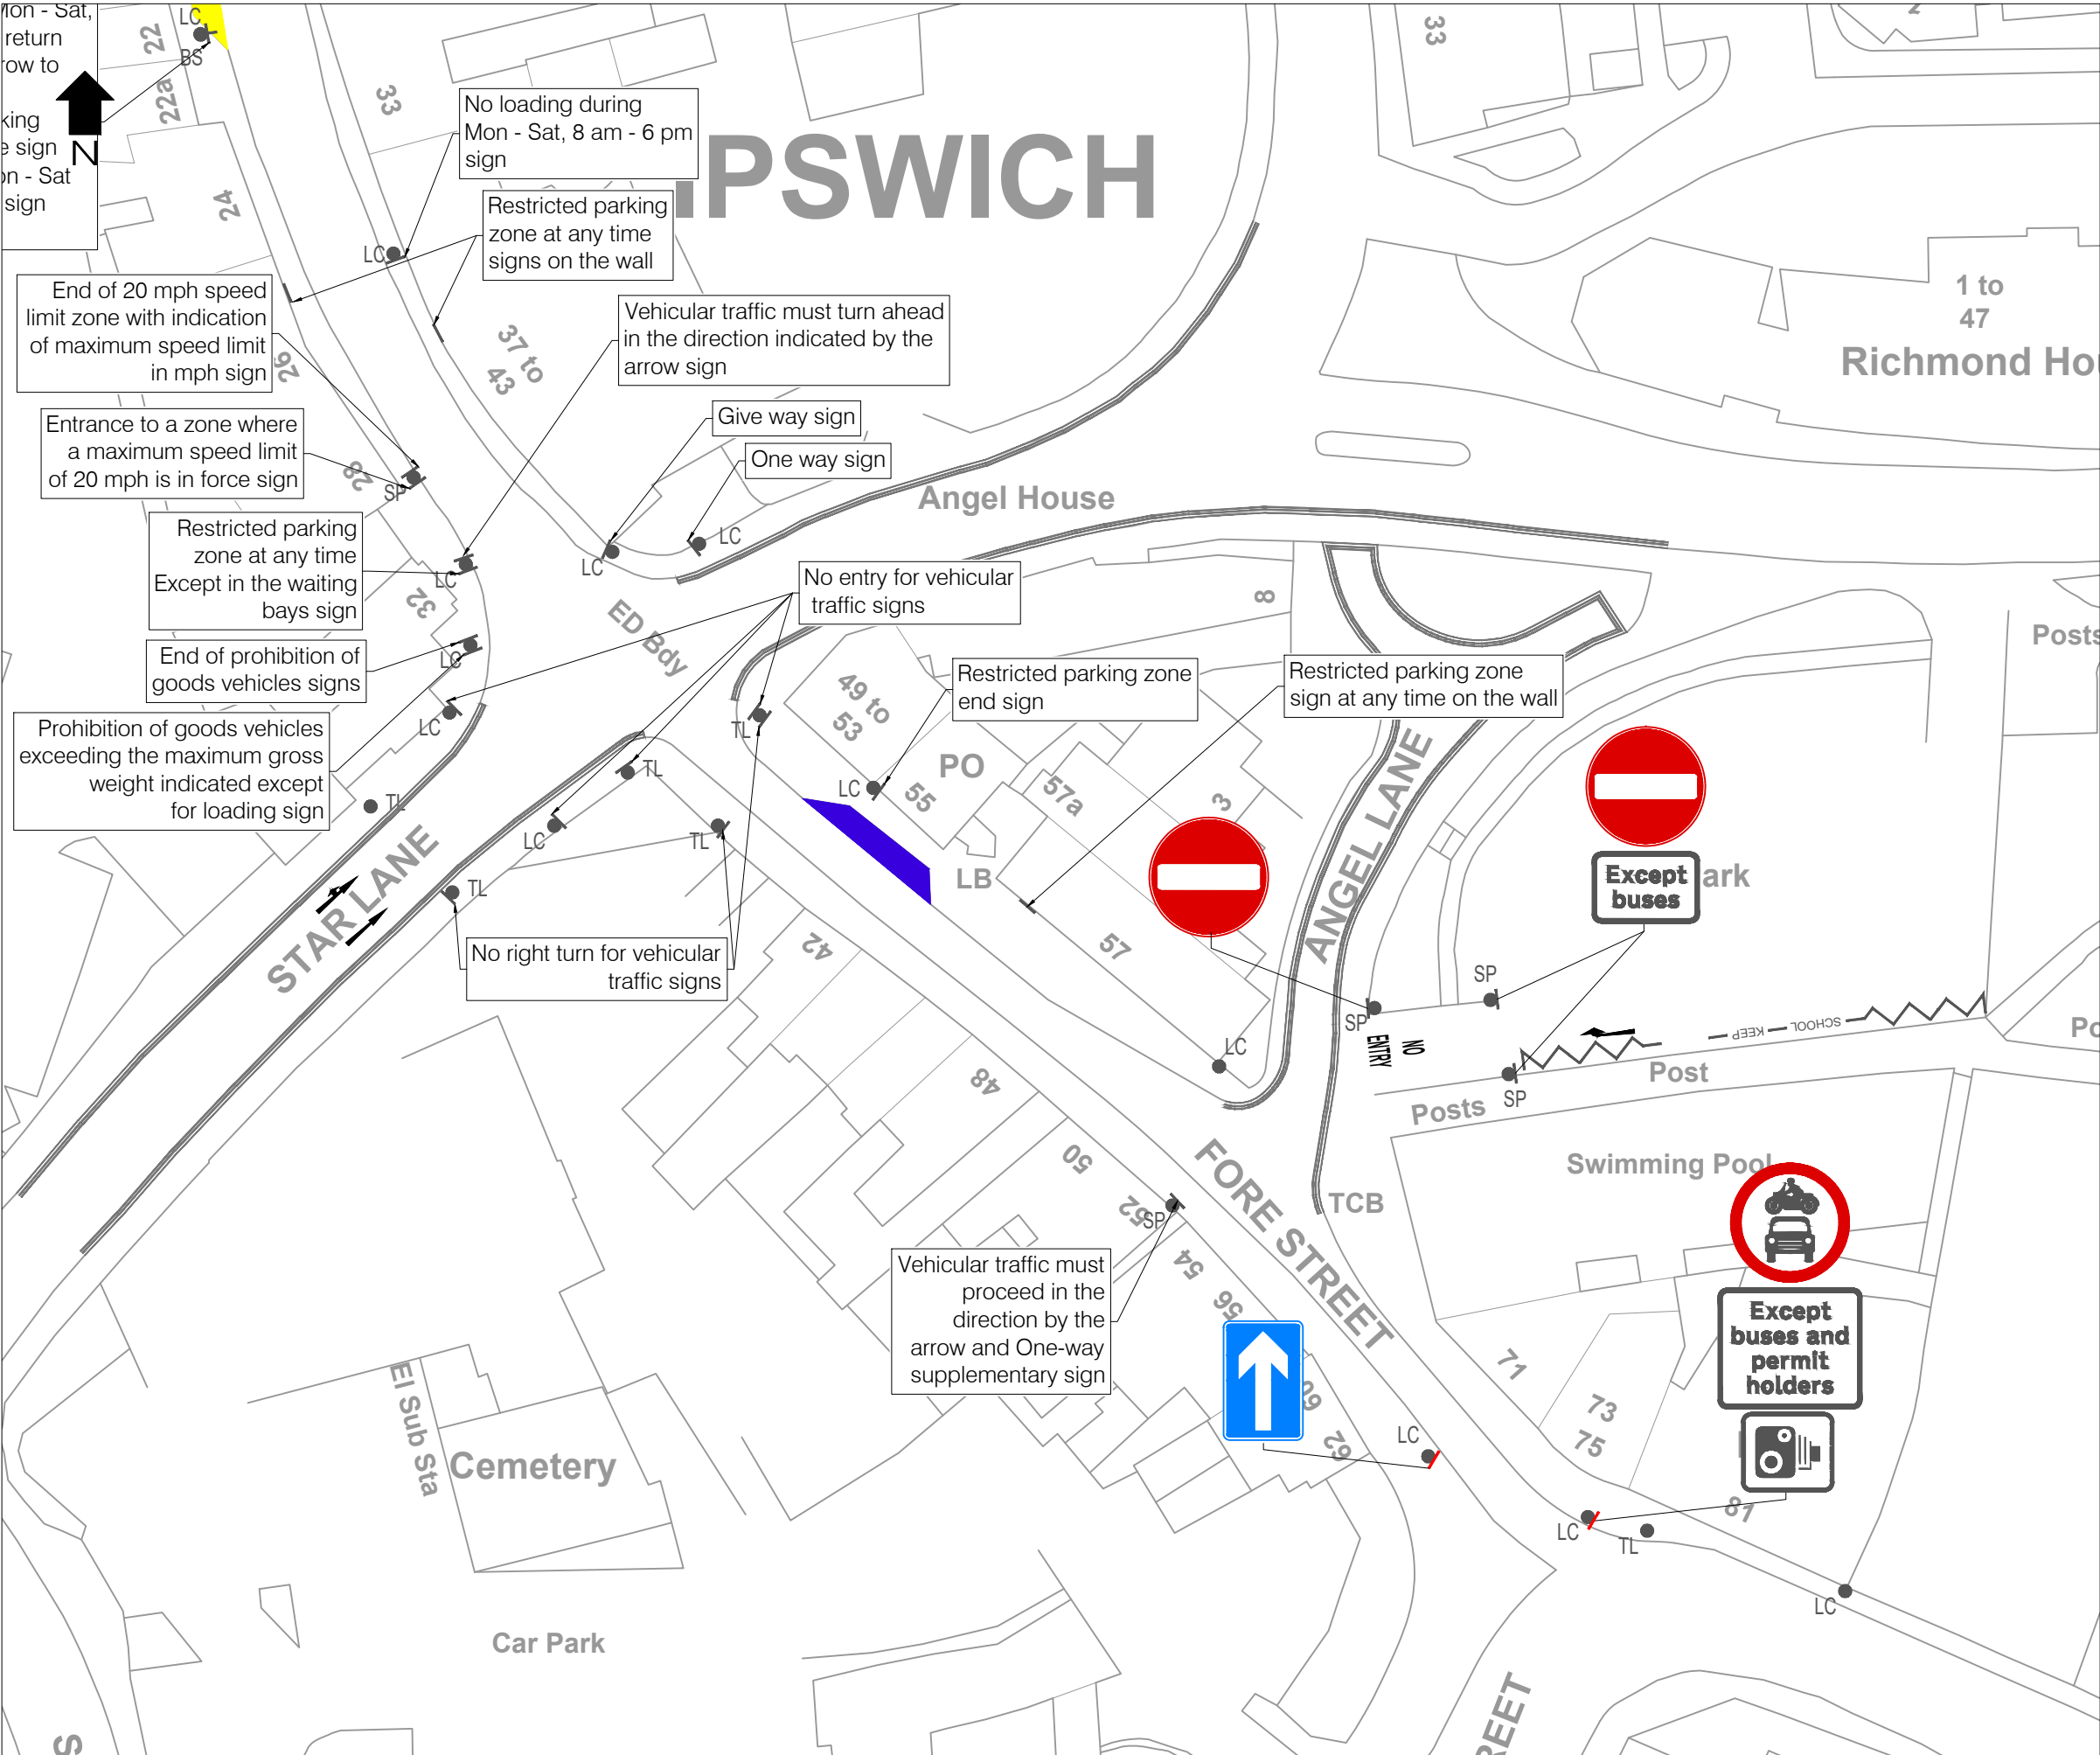 Mon - Sat,
return
row to
king
e sign
on - Sat
sign
N
LC
BS
22
22a
24
26
28
32
33
33
No loading during
Mon - Sat, 8 am - 6 pm
sign
IPSWICH
Restricted parking
zone at any time
signs on the wall
LC
End of 20 mph speed
limit zone with indication
of maximum speed limit
in mph sign
Vehicular traffic must turn ahead
in the direction indicated by the
arrow sign
37 to
43
1 to
47
Richmond Ho
Entrance to a zone where
a maximum speed limit
of 20 mph is in force sign
SP
Give way sign
One way sign
Angel House
LC
LC
Restricted parking
zone at any time
Except in the waiting
bays sign
LC
No entry for vehicular
traffic signs
ED Bdy
8
Posts
End of prohibition of
goods vehicles signs
LC
Restricted parking zone
end sign
Restricted parking zone
sign at any time on the wall
49 to
53
Prohibition of goods vehicles
exceeding the maximum gross
weight indicated except
for loading sign
LC
TL
TL
TL
LC
TL
LC
TL
PO
55
57a
3
LB
57
STAR LANE
ANGEL LANE
Except
buses
ark
No right turn for vehicular
traffic signs
42
48
50
52
54
56
60
62
SP
SP
NO
ENTRY
SCHOOL
KEEP
LC
Post
Posts
SP
Po
Swimming Pool
FORE STREET
TCB
SP
Vehicular traffic must
proceed in the
direction by the
arrow and One-way
supplementary sign
Except
buses and
permit
holders
71
73
75
81
El Sub Sta
Cemetery
LC
LC
TL
LC
Car Park
REET
S